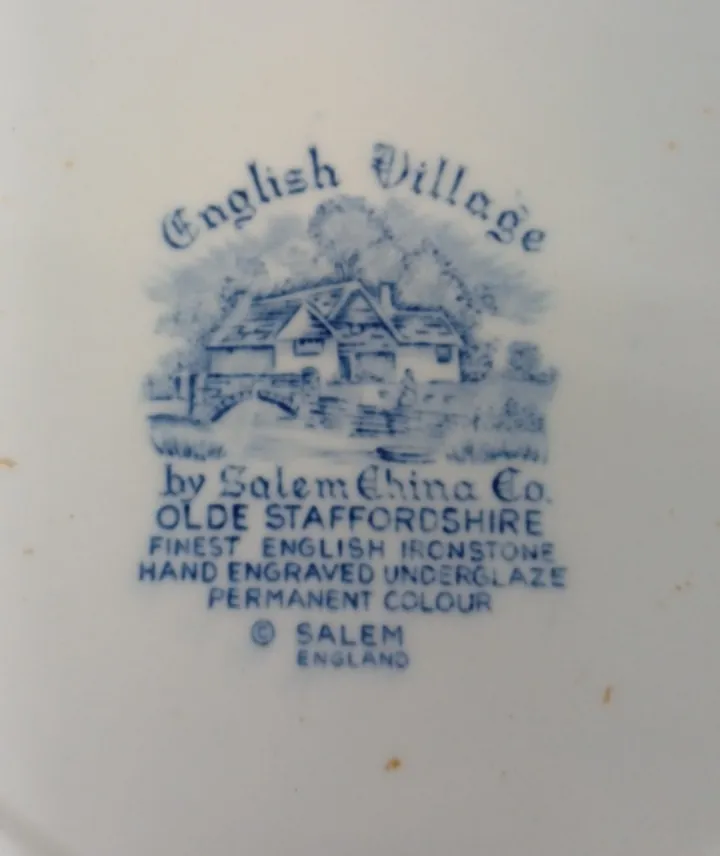 English Village
by Salem China Co.
OLDE STAFFORDSHIRE
FINEST ENGLISH IRONSTONE
HAND ENGRAVED UNDERGLAZE
PERMANENT COLOUR
© SALEM
ENGLAND